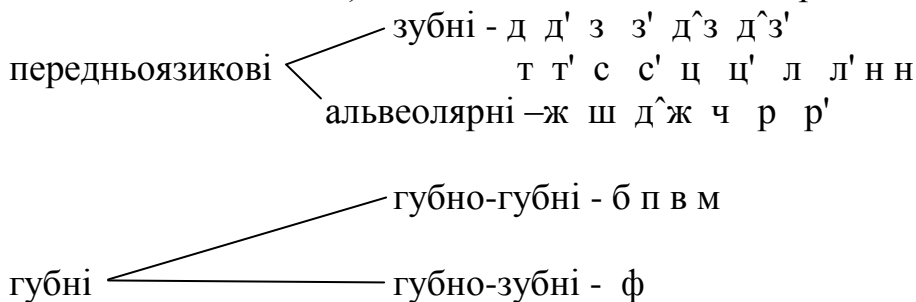 зубні - д д' з з' д^з д^з'
передньоязикові т т' с с' ц ц' л л' н н
альвеолярні –ж ш д^ж ч р р'
губно-губні - б п в м
губні губно-зубні - ф